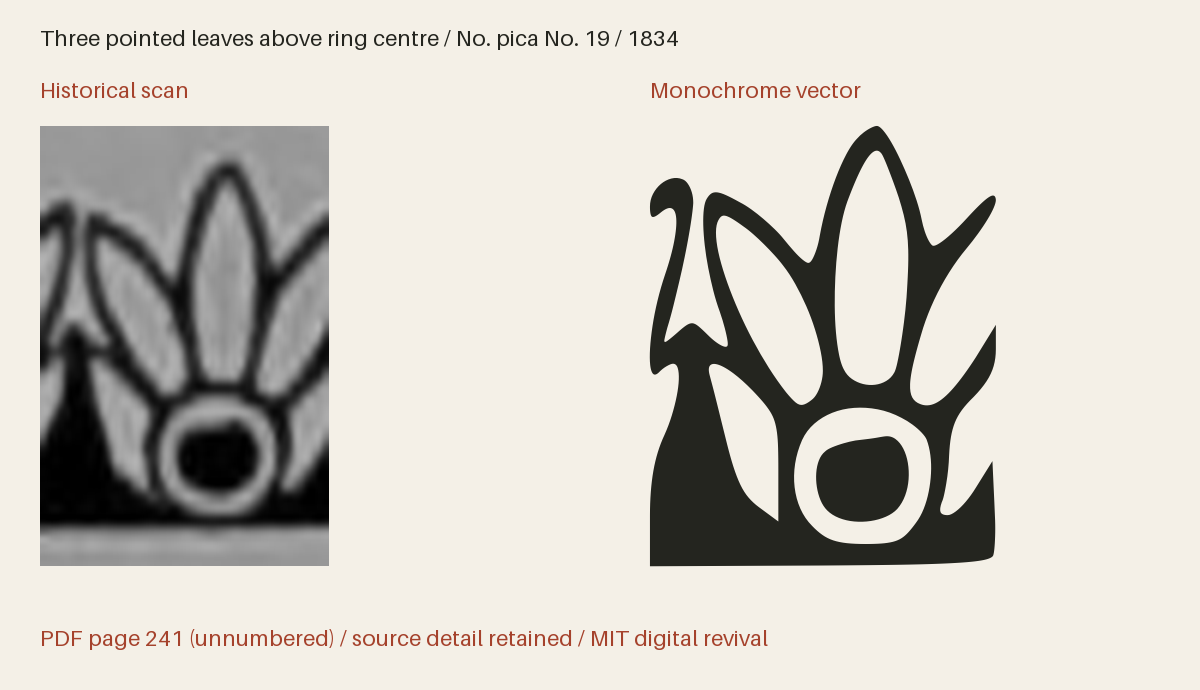 Three pointed leaves above ring centre / No. pica No. 19 / 1834
Historical scan
Monochrome vector
PDF page 241 (unnumbered) / source detail retained / MIT digital revival